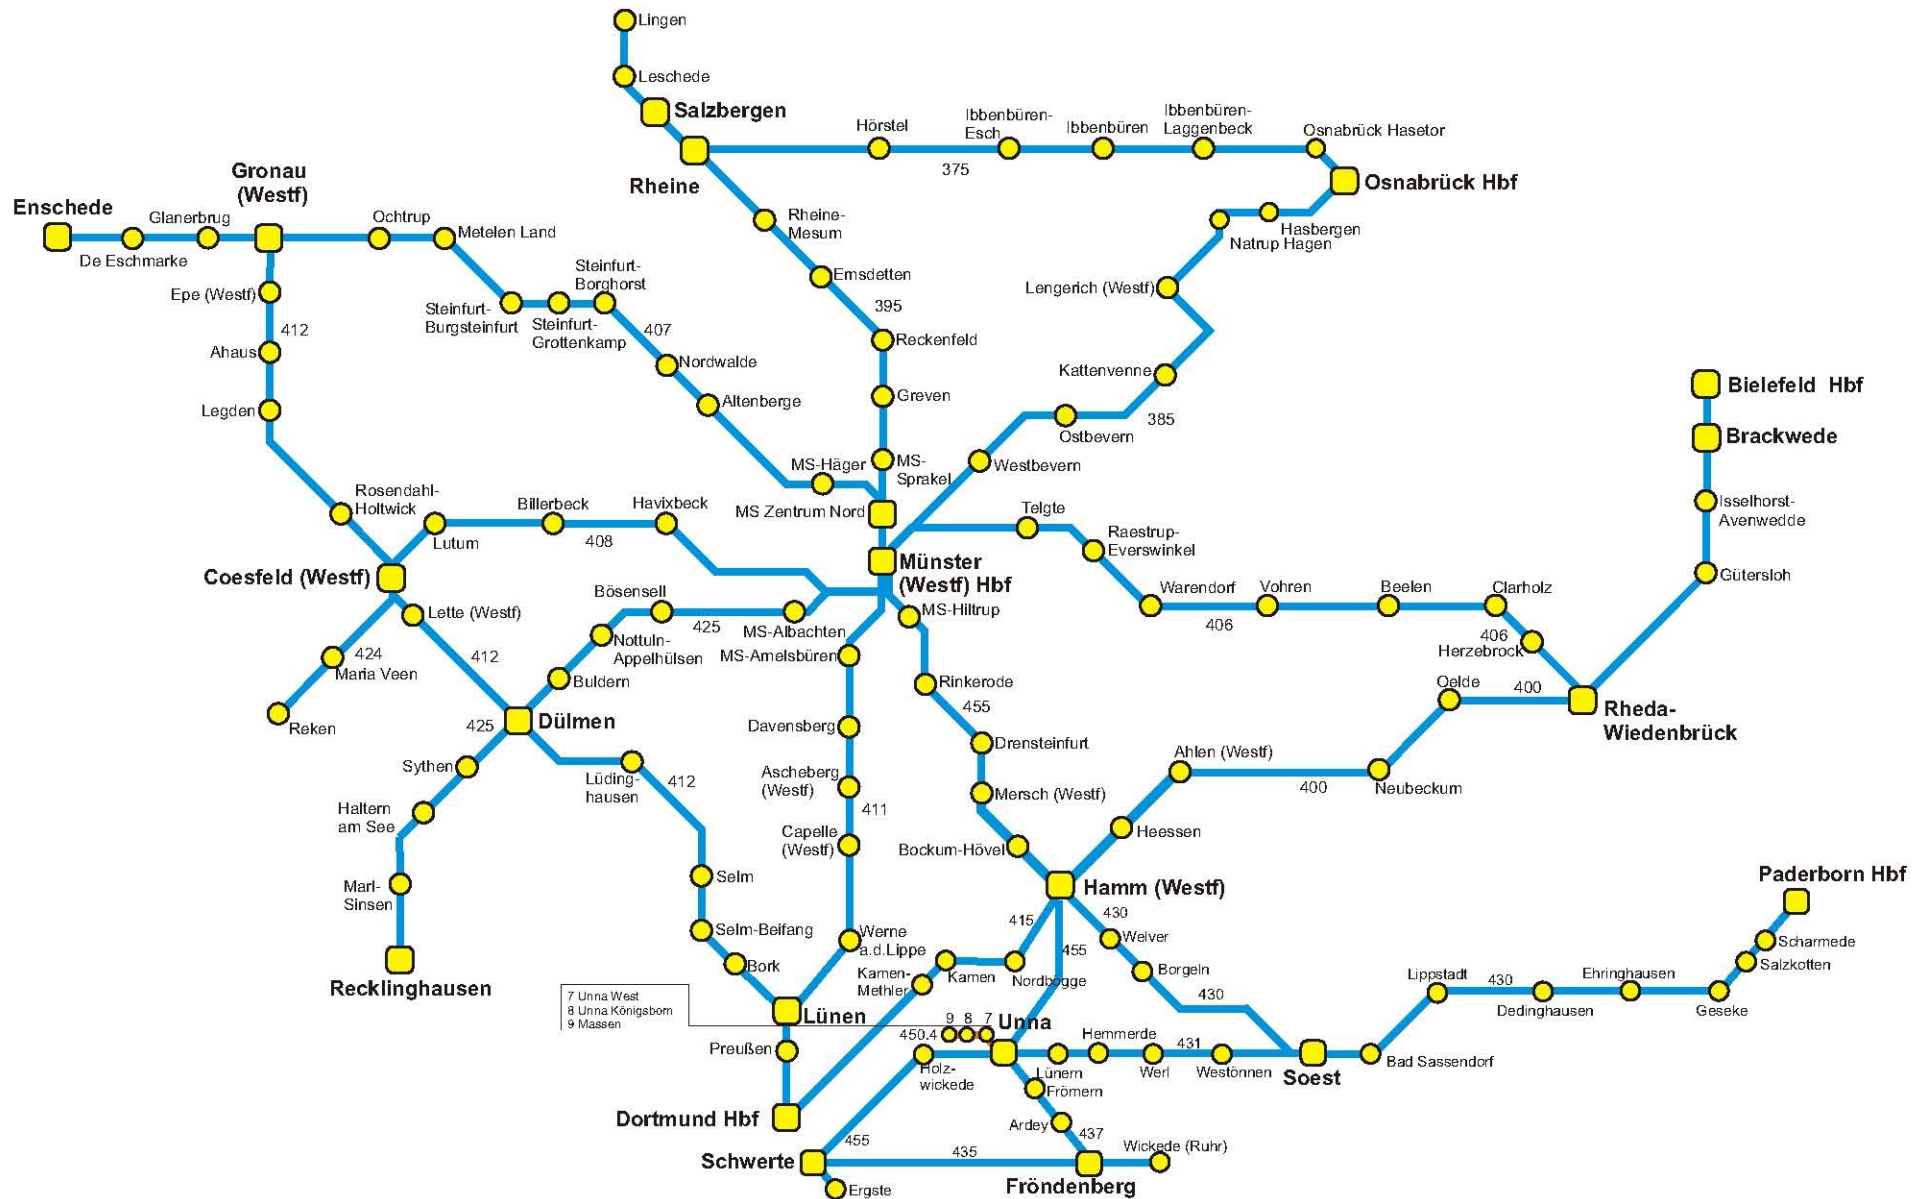 Lingen
Leschede
Salzbergen
Rheine
Hörstel
375
Ibbenbüren-
Esch
Ibbenbüren
Ibbenbüren-
Laggenbeck
Osnabrück Hasetor
Osnabrück Hbf
Hasbergen
Natrup Hagen
Lengerich (Westf)
Kattenvenne
385
Ostbevern
Westbevern
Enschede
De Eschmarke
Glanerbrug
Gronau
(Westf)
Ochtrup
Metelen Land
Steinfurt-
Burgsteinfurt
Steinfurt-
Grottenkamp
Steinfurt-
Borghorst
407
Nordwalde
Altenberge
MS-Häger
Rheine-
Mesum
Emsdetten
395
Reckenfeld
Greven
MS-
Sprakel
MS Zentrum Nord
Münster
(Westf) Hbf
Epe (Westf)
412
Ahaus
Legden
Rosendahl-
Holtwick
Coesfeld (Westf)
Lutum
Billerbeck
408
Havixbeck
Lette (Westf)
412
424
Maria Veen
Reken
Dülmen
425
Buldern
Nottuln-
Appelhülsen
Bösensell
425
MS-Albachten
Sythen
Haltern
am See
Marl-
Sinsen
Recklinghausen
Lüding-
hausen
412
Selm
Selm-Beifang
Bork
Lünen
Preußen
Dortmund Hbf
MS-Amelsbüren
Davensberg
Ascheberg
(Westf)
411
Capelle
(Westf)
Werne
a.d.Lippe
MS-Hiltrup
Rinkerode
455
Drensteinfurt
Mersch (Westf)
Bockum-Hövel
Hamm (Westf)
Telgte
Raestrup-
Everswinkel
Warendorf
406
Vohren
Beelen
Clarholz
406
Herzebrock
Rheda-
Wiedenbrück
Bielefeld Hbf
Brackwede
Isselhorst-
Avenwedde
Gütersloh
400
Oelde
Neubeckum
400
Ahlen (Westf)
Heessen
415
455
430
Kamen-
Methler
Kamen
Nordbögge
Welver
Borgeln
430
7 Unna West
8 Unna Königsborn
9 Massen
9
8
7
450.4
Unna
Holz-
wickede
Lünern
Hemmerde
Werl
431
Westönnen
Soest
Bad Sassendorf
Lippstadt
430
Dedinghausen
Ehringhausen
Geseke
Salzkotten
Scharmede
Paderborn Hbf
Frömern
Ardey
437
455
Schwerte
435
Ergste
Fröndenberg
Wickede (Ruhr)